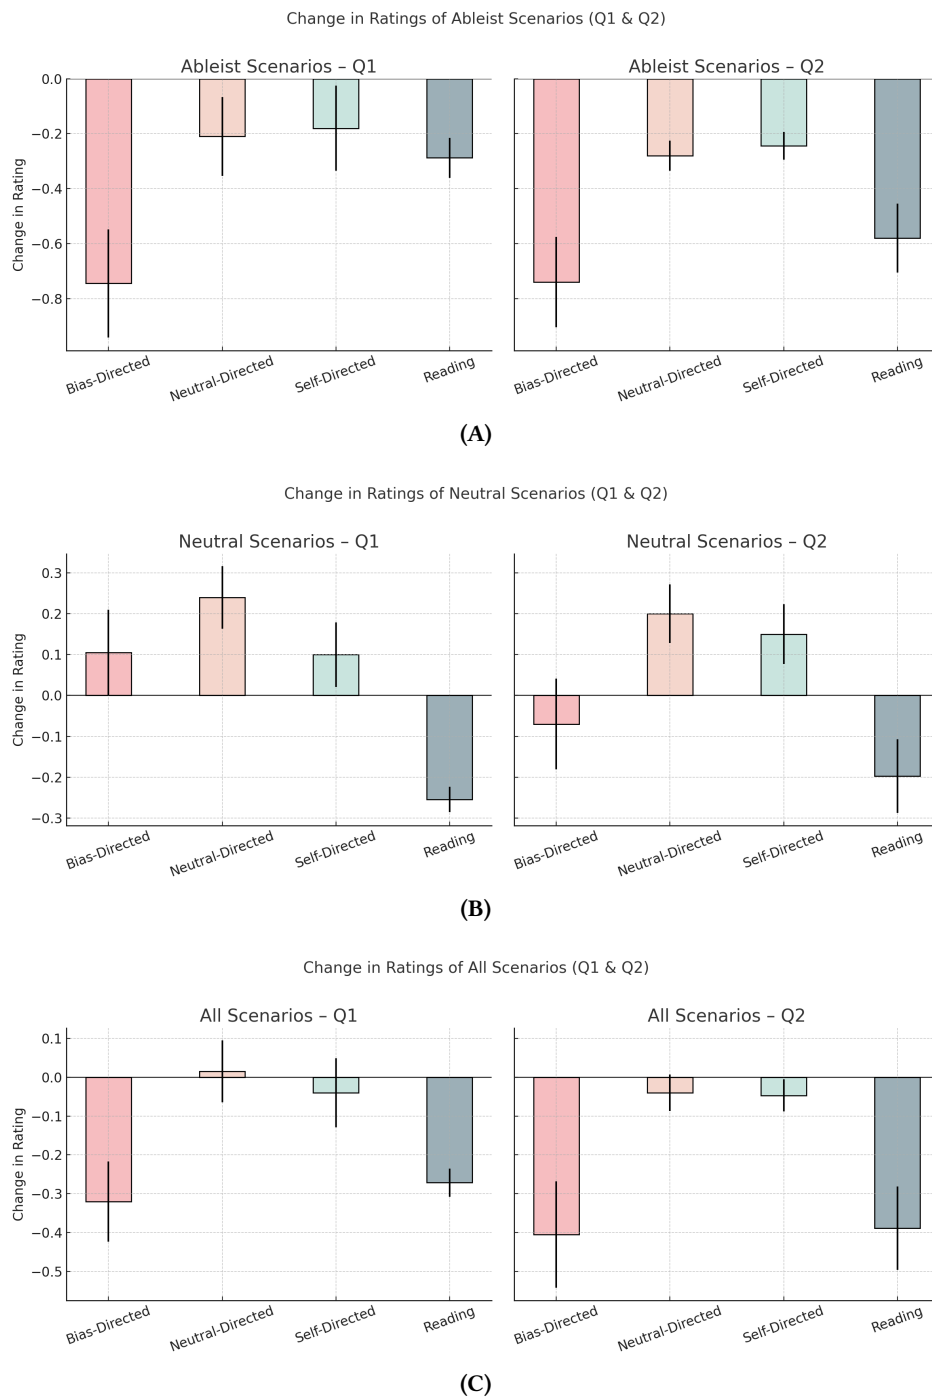 Change in Ratings of Ableist Scenarios (Q1 & Q2)
Ableist Scenarios – Q1
Ableist Scenarios – Q2
Change in Rating
0.0
−0.2
−0.4
−0.6
−0.8
Bias-Directed
Neutral-Directed
Self-Directed
Reading
Bias-Directed
Neutral-Directed
Self-Directed
Reading
(A)
Change in Ratings of Neutral Scenarios (Q1 & Q2)
Neutral Scenarios – Q1
Neutral Scenarios – Q2
Change in Rating
0.3
0.2
0.1
0.0
−0.1
−0.2
−0.3
Bias-Directed
Neutral-Directed
Self-Directed
Reading
Bias-Directed
Neutral-Directed
Self-Directed
Reading
(B)
Change in Ratings of All Scenarios (Q1 & Q2)
All Scenarios – Q1
All Scenarios – Q2
Change in Rating
0.1
0.0
−0.1
−0.2
−0.3
−0.4
−0.5
Bias-Directed
Neutral-Directed
Self-Directed
Reading
Bias-Directed
Neutral-Directed
Self-Directed
Reading
(C)